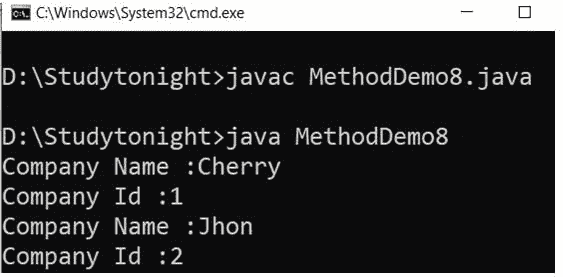 C:\Windows\System32\cmd.exe
D:\Studytonight>javac MethodDemo8.java
D:\Studytonight>java MethodDemo8
Company Name :Cherry
Company Id :1
Company Name :Jhon
Company Id :2